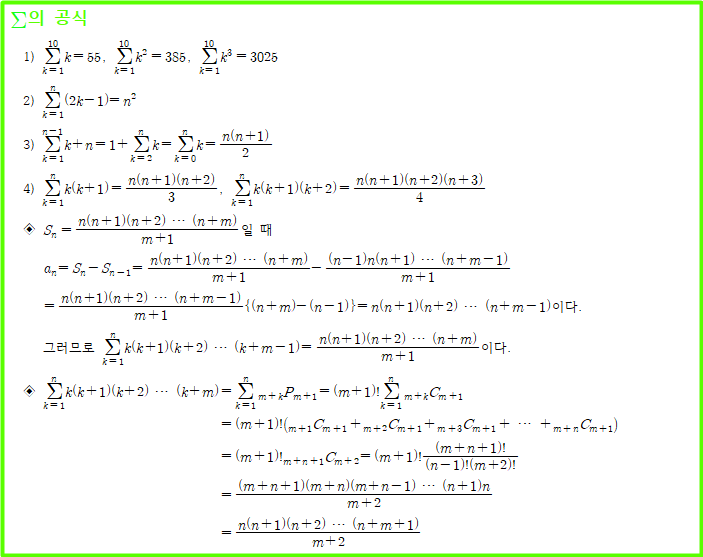 ∑의 공식
1) \sum_{k=1}^{10} k = 55, \sum_{k=1}^{10} k^2 = 385, \sum_{k=1}^{10} k^3 = 3025
2) \sum_{k=1}^{n} (2k-1) = n^2
3) \sum_{k=1}^{n-1} k + n = 1 + \sum_{k=2}^{n} k = \sum_{k=0}^{n} k = \frac{n(n+1)}{2}
4) \sum_{k=1}^{n} k(k+1) = \frac{n(n+1)(n+2)}{3}, \sum_{k=1}^{n} k(k+1)(k+2) = \frac{n(n+1)(n+2)(n+3)}{4}
◈ S_n = \frac{n(n+1)(n+2) \cdots (n+m)}{m+1} 일 때
a_n = S_n - S_{n-1} = \frac{n(n+1)(n+2) \cdots (n+m)}{m+1} - \frac{(n-1)n(n+1) \cdots (n+m-1)}{m+1}
= \frac{n(n+1)(n+2) \cdots (n+m-1)}{m+1} \{(n+m)-(n-1)\} = n(n+1)(n+2) \cdots (n+m-1)이다.
그러므로 \sum_{k=1}^{n} k(k+1)(k+2) \cdots (k+m-1) = \frac{n(n+1)(n+2) \cdots (n+m)}{m+1} 이다.
◈ \sum_{k=1}^{n} k(k+1)(k+2) \cdots (k+m) = \sum_{k=1}^{n} {}_{m+k}P_{m+1} = (m+1)! \sum_{k=1}^{n} {}_{m+k}C_{m+1}
= (m+1)!({}_{m+1}C_{m+1} + {}_{m+2}C_{m+1} + {}_{m+3}C_{m+1} + \cdots + {}_{m+n}C_{m+1})
= (m+1)! {}_{m+n+1}C_{m+2} = (m+1)! \frac{(m+n+1)!}{(n-1)!(m+2)!}
= \frac{(m+n+1)(m+n)(m+n-1) \cdots (n+1)n}{m+2}
= \frac{n(n+1)(n+2) \cdots (n+m+1)}{m+2}